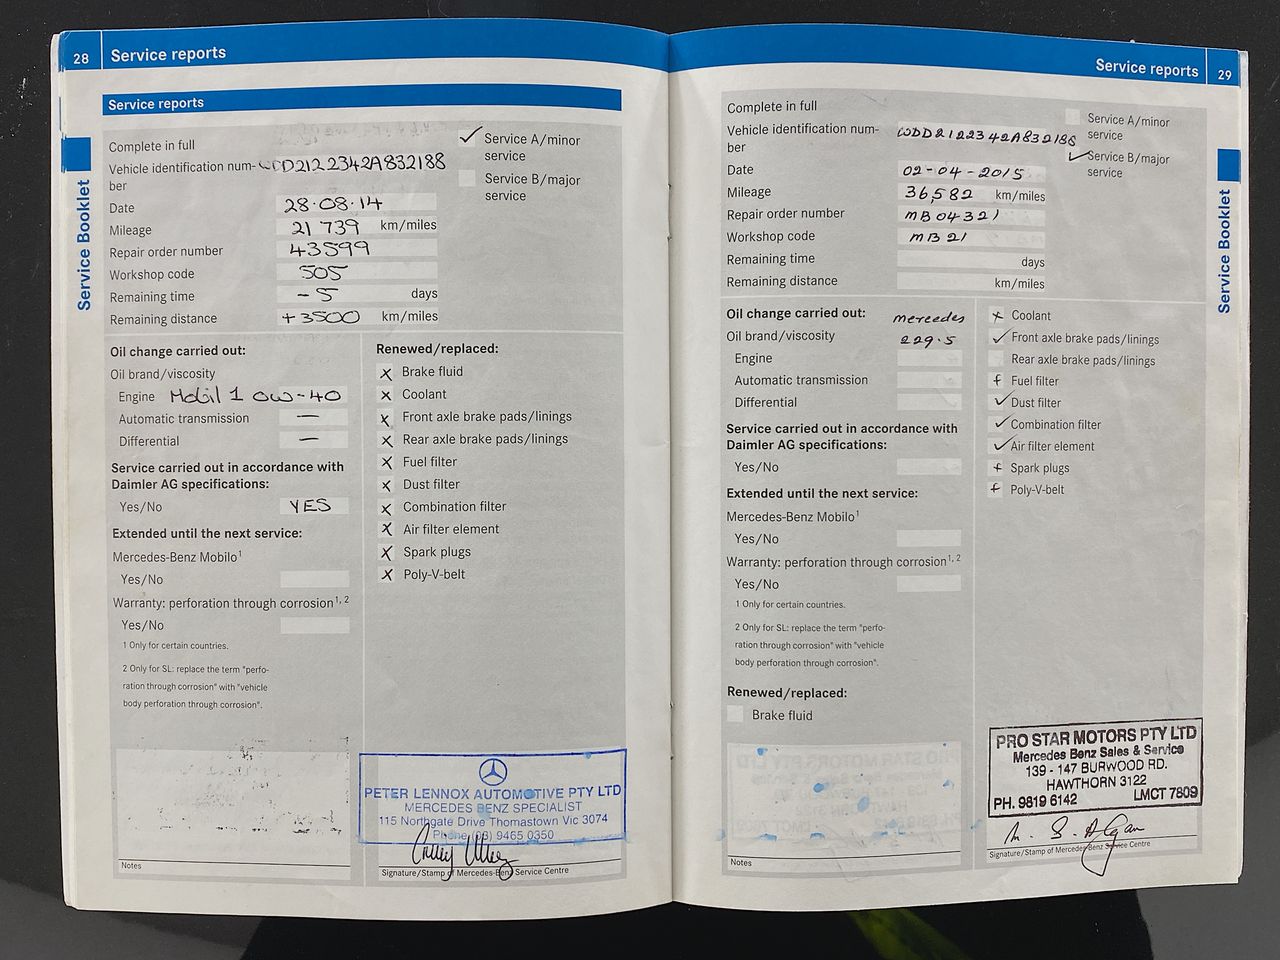 28 Service reports
Service reports
Complete in full
✓ Service A/minor
service
Vehicle identification num- WDD2122342A832188
ber
Service B/major
service
Date 28.08.14
Mileage 21 739 km/miles
Repair order number 43599
Workshop code 505
Remaining time -5 days
Remaining distance +3500 km/miles
Oil change carried out:
Oil brand/viscosity
Engine Mobil 1 0W-40
Automatic transmission —
Differential —
Service carried out in accordance with
Daimler AG specifications:
Yes/No YES
Extended until the next service:
Mercedes-Benz Mobilo¹
Yes/No
Warranty: perforation through corrosion¹, ²
Yes/No
1 Only for certain countries.
2 Only for SL: replace the term "perfo-
ration through corrosion" with "vehicle
body perforation through corrosion".
Renewed/replaced:
X Brake fluid
X Coolant
X Front axle brake pads/linings
X Rear axle brake pads/linings
X Fuel filter
X Dust filter
X Combination filter
X Air filter element
X Spark plugs
X Poly-V-belt
PETER LENNOX AUTOMOTIVE PTY LTD
MERCEDES BENZ SPECIALIST
115 Northgate Drive Thomastown Vic 3074
Phone (03) 9465 0350
Notes
Signature/Stamp of Mercedes-Benz Service Centre
Service Booklet
Service reports 29
Complete in full
Service A/minor
service
Vehicle identification num- WDD2122342A832188
ber
✓ Service B/major
service
Date 02-04-2015
Mileage 36,582 km/miles
Repair order number MB04321
Workshop code MB21
Remaining time days
Remaining distance km/miles
Oil change carried out: mercedes
Oil brand/viscosity 229.5
Engine
Automatic transmission
Differential
Service carried out in accordance with
Daimler AG specifications:
Yes/No
Extended until the next service:
Mercedes-Benz Mobilo¹
Yes/No
Warranty: perforation through corrosion¹, ²
Yes/No
1 Only for certain countries.
2 Only for SL: replace the term "perfo-
ration through corrosion" with "vehicle
body perforation through corrosion".
Renewed/replaced:
Brake fluid
+ Coolant
✓ Front axle brake pads/linings
Rear axle brake pads/linings
+ Fuel filter
✓ Dust filter
✓ Combination filter
✓ Air filter element
+ Spark plugs
+ Poly-V-belt
PRO STAR MOTORS PTY LTD
Mercedes Benz Sales & Service
139 - 147 BURWOOD RD.
HAWTHORN 3122
PH. 9819 6142 LMCT 7809
Notes
Signature/Stamp of Mercedes-Benz Service Centre
Service Booklet